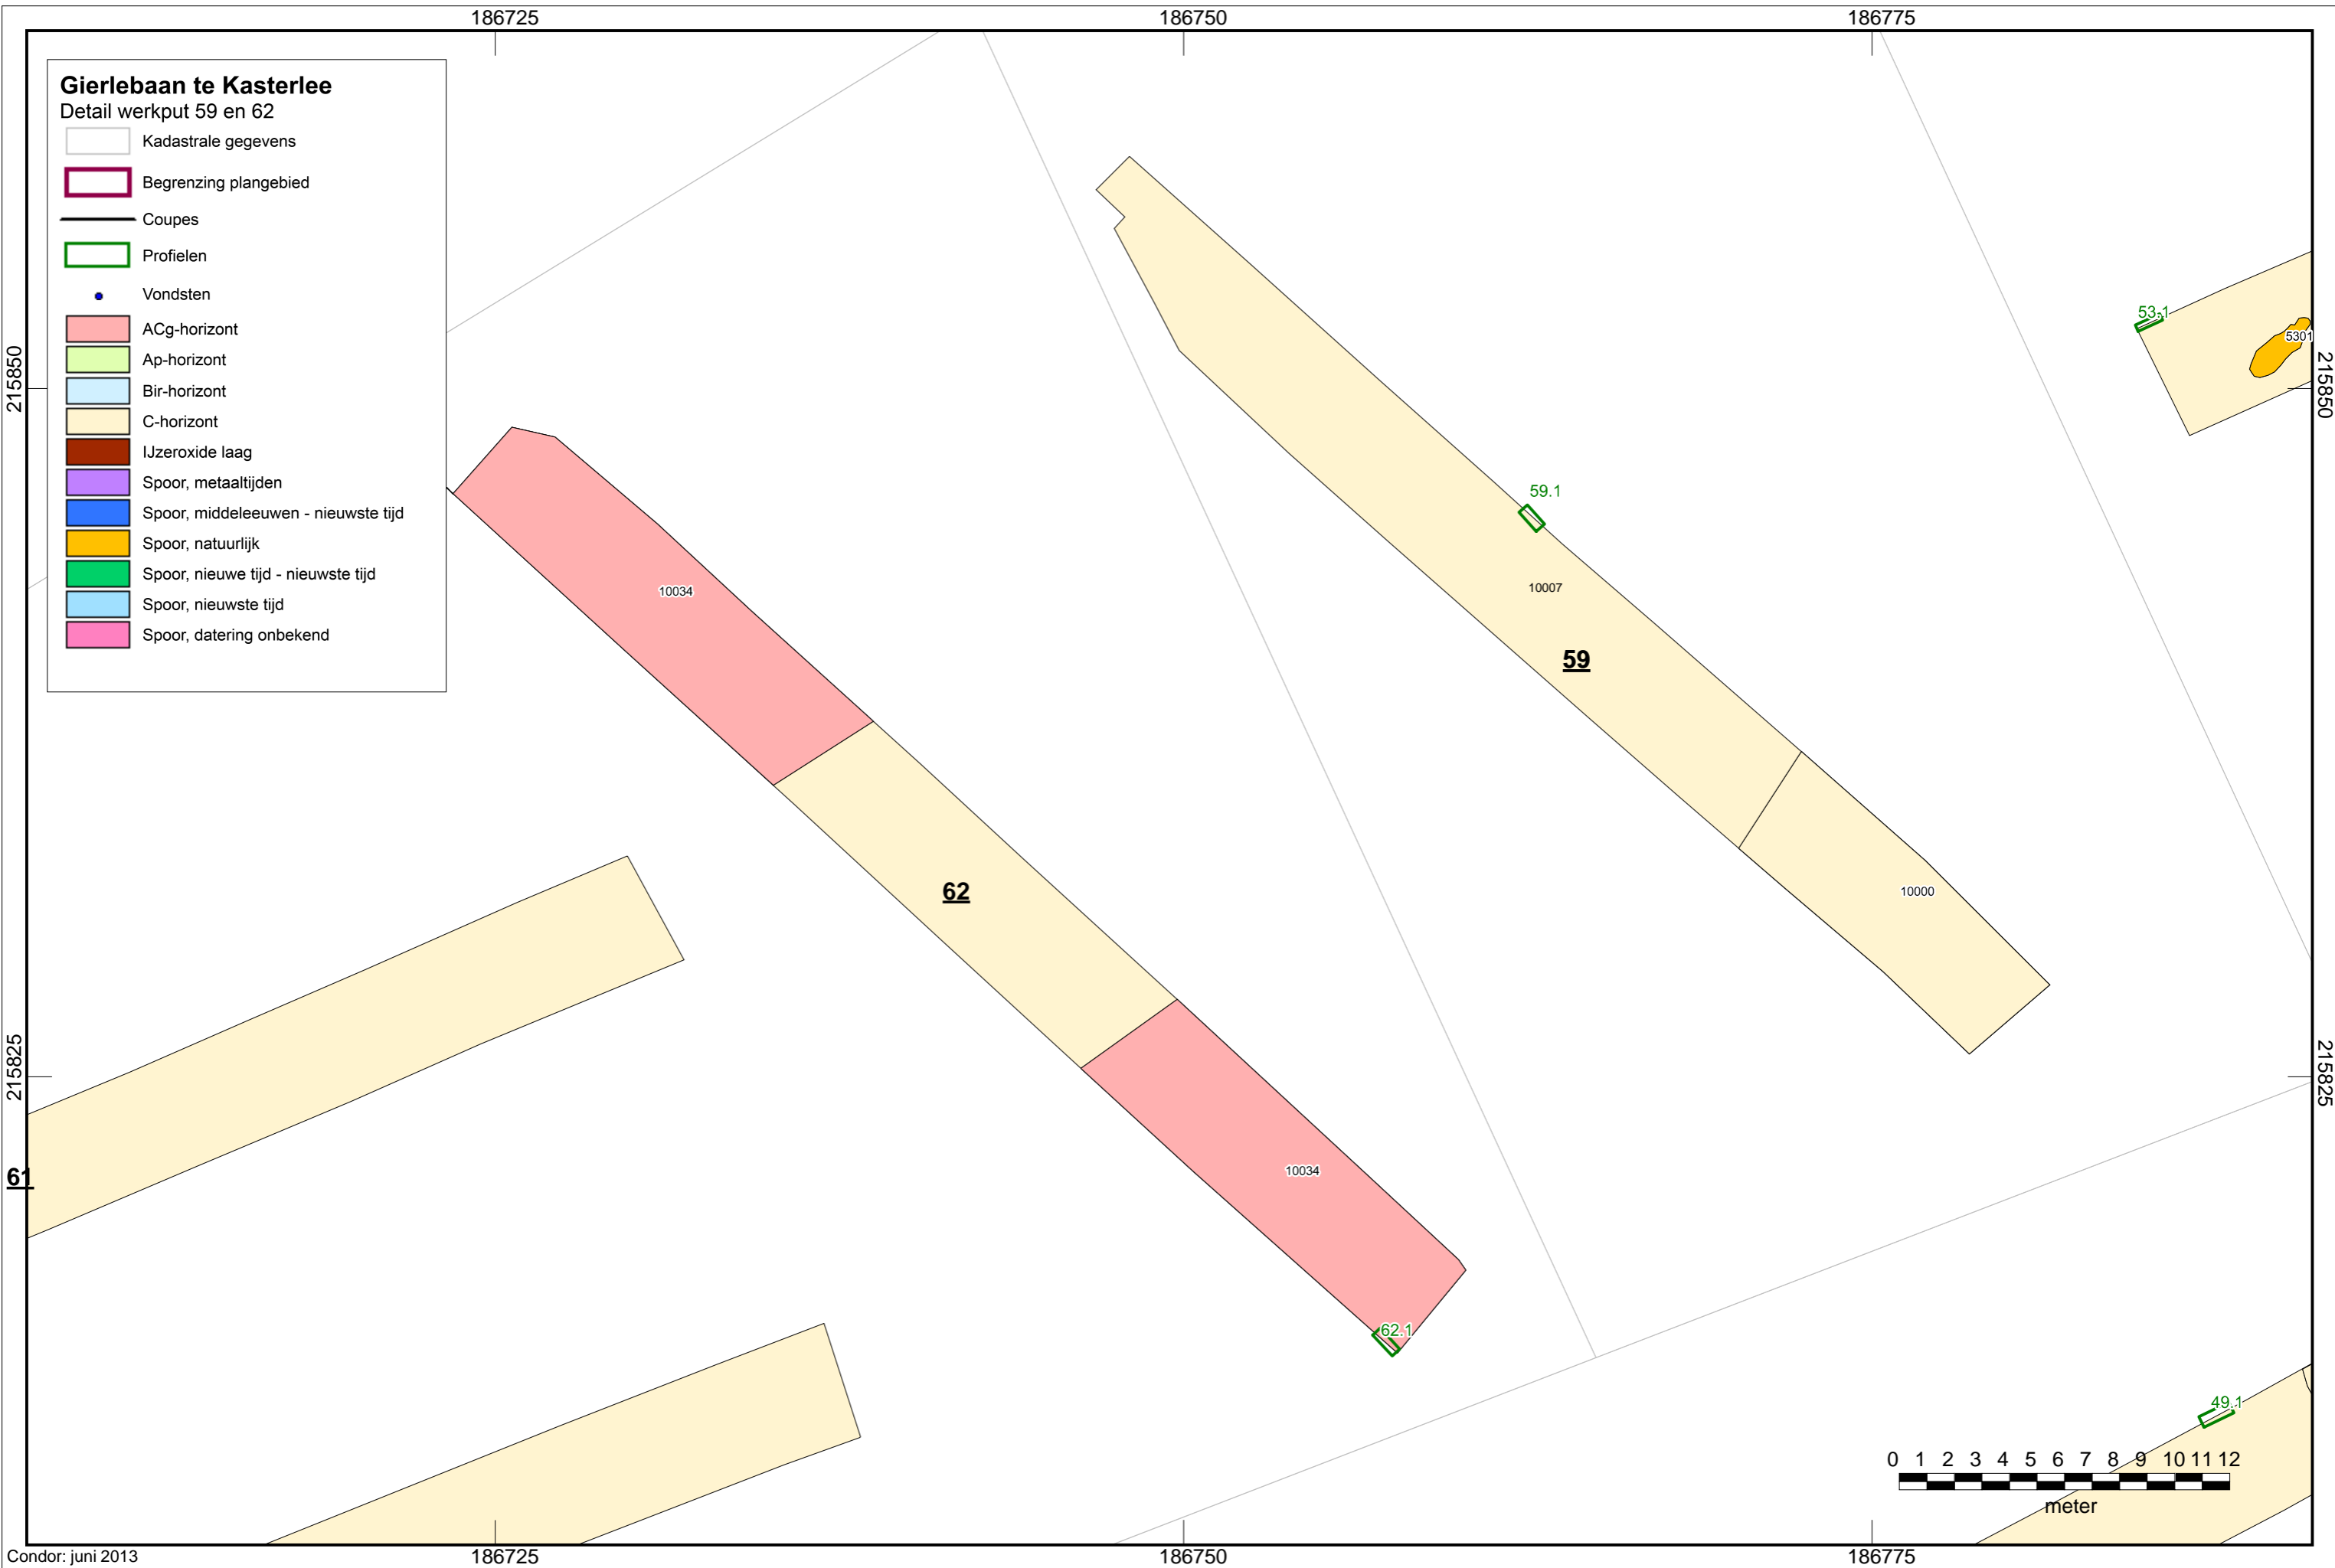 186725
186750
186775
Gierlebaan te Kasterlee
Detail werkput 59 en 62
Kadastrale gegevens
Begrenzing plangebied
Coupes
Profielen
Vondsten
ACg-horizont
Ap-horizont
Bir-horizont
C-horizont
IJzeroxide laag
Spoor, metaaltijden
Spoor, middeleeuwen - nieuwste tijd
Spoor, natuurlijk
Spoor, nieuwe tijd - nieuwste tijd
Spoor, nieuwste tijd
Spoor, datering onbekend
53.1
5301
215850
215850
59.1
10034
10007
59
62
10000
215825
215825
61
10034
62.1
49.1
0 1 2 3 4 5 6 7 8 9 10 11 12
meter
Condor: juni 2013
186725
186750
186775